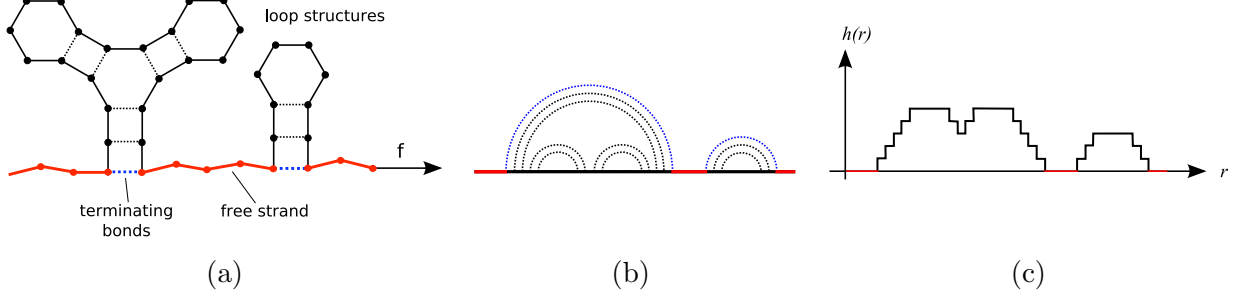 loop structures
f
terminating
bonds
free strand
h(r)
r
(a)
(b)
(c)